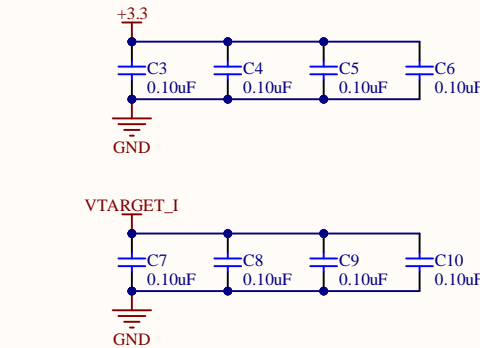 +3.3
C3 C4 C5 C6
0.10uF 0.10uF 0.10uF 0.10uF
GND
VTARGET_I
C7 C8 C9 C10
0.10uF 0.10uF 0.10uF 0.10uF
GND